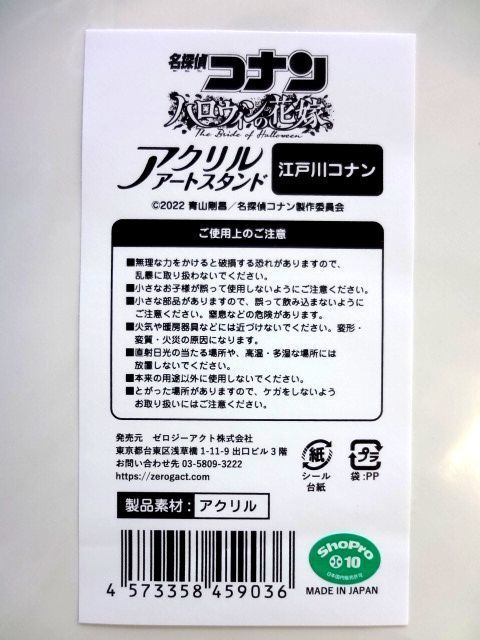 名探偵コナン
ハロウィンの花嫁
The Bride of Halloween
アクリル
アートスタンド
江戸川コナン
©2022 青山剛昌／名探偵コナン製作委員会
ご使用上のご注意
■無理な力をかけると破損する恐れがありますので、
乱暴に取り扱わないでください。
■小さなお子様が誤って使用しないようにご注意ください。
■小さな部品がありますので、誤って飲み込まないように
ご注意ください。窒息などの危険があります。
■火気や暖房器具などには近づけないでください。変形・
変質・火災の原因になります。
■直射日光の当たる場所や、高温・多湿な場所には
放置しないでください。
■本来の用途以外に使用しないでください。
■とがった場所がありますので、ケガをしないよう
お取り扱いにはご注意ください。
発売元 ゼロジーアクト株式会社
東京都台東区浅草橋 1-11-9 出口ビル 3 階
お問い合わせ先 03-5809-3222
https://zerogact.com
紙
シール
台紙
プラ
袋:PP
製品素材：アクリル
4 573358 459036
ShoPro
10
日本国内販売許可
MADE IN JAPAN